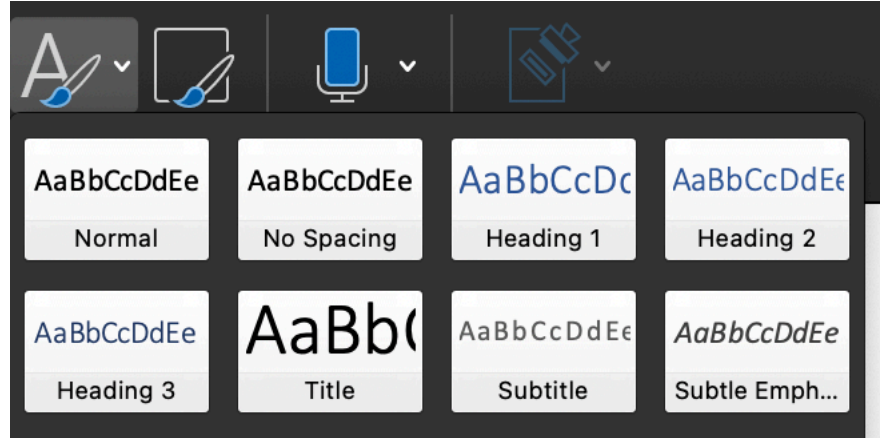 AaBbCcDdEe AaBbCcDdEe AaBbCcDc AaBbCcDdEe
Normal No Spacing Heading 1 Heading 2
AaBbCcDdEe AaBb( AaBbCcDdEe AaBbCcDdEe
Heading 3 Title Subtitle Subtle Emph...